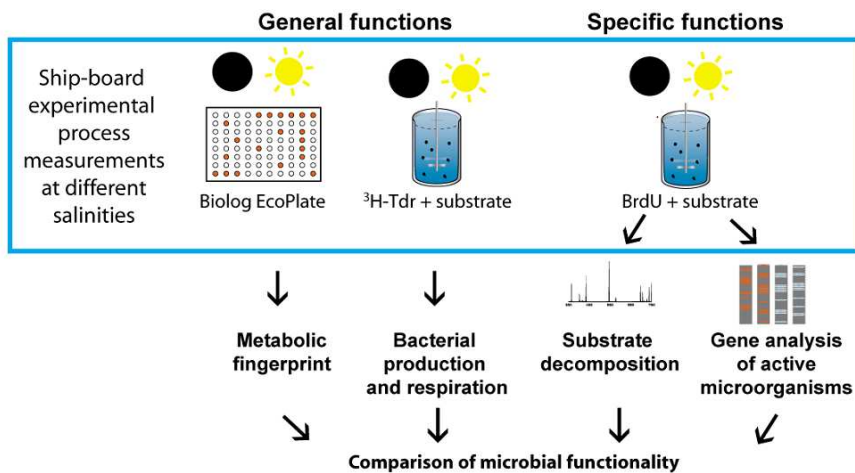 General functions
Specific functions
Ship-board
experimental
process
measurements
at different
salinities
Biolog EcoPlate
³H-Tdr + substrate
BrdU + substrate
Metabolic
fingerprint
Bacterial
production
and respiration
Substrate
decomposition
Gene analysis
of active
microorganisms
Comparison of microbial functionality